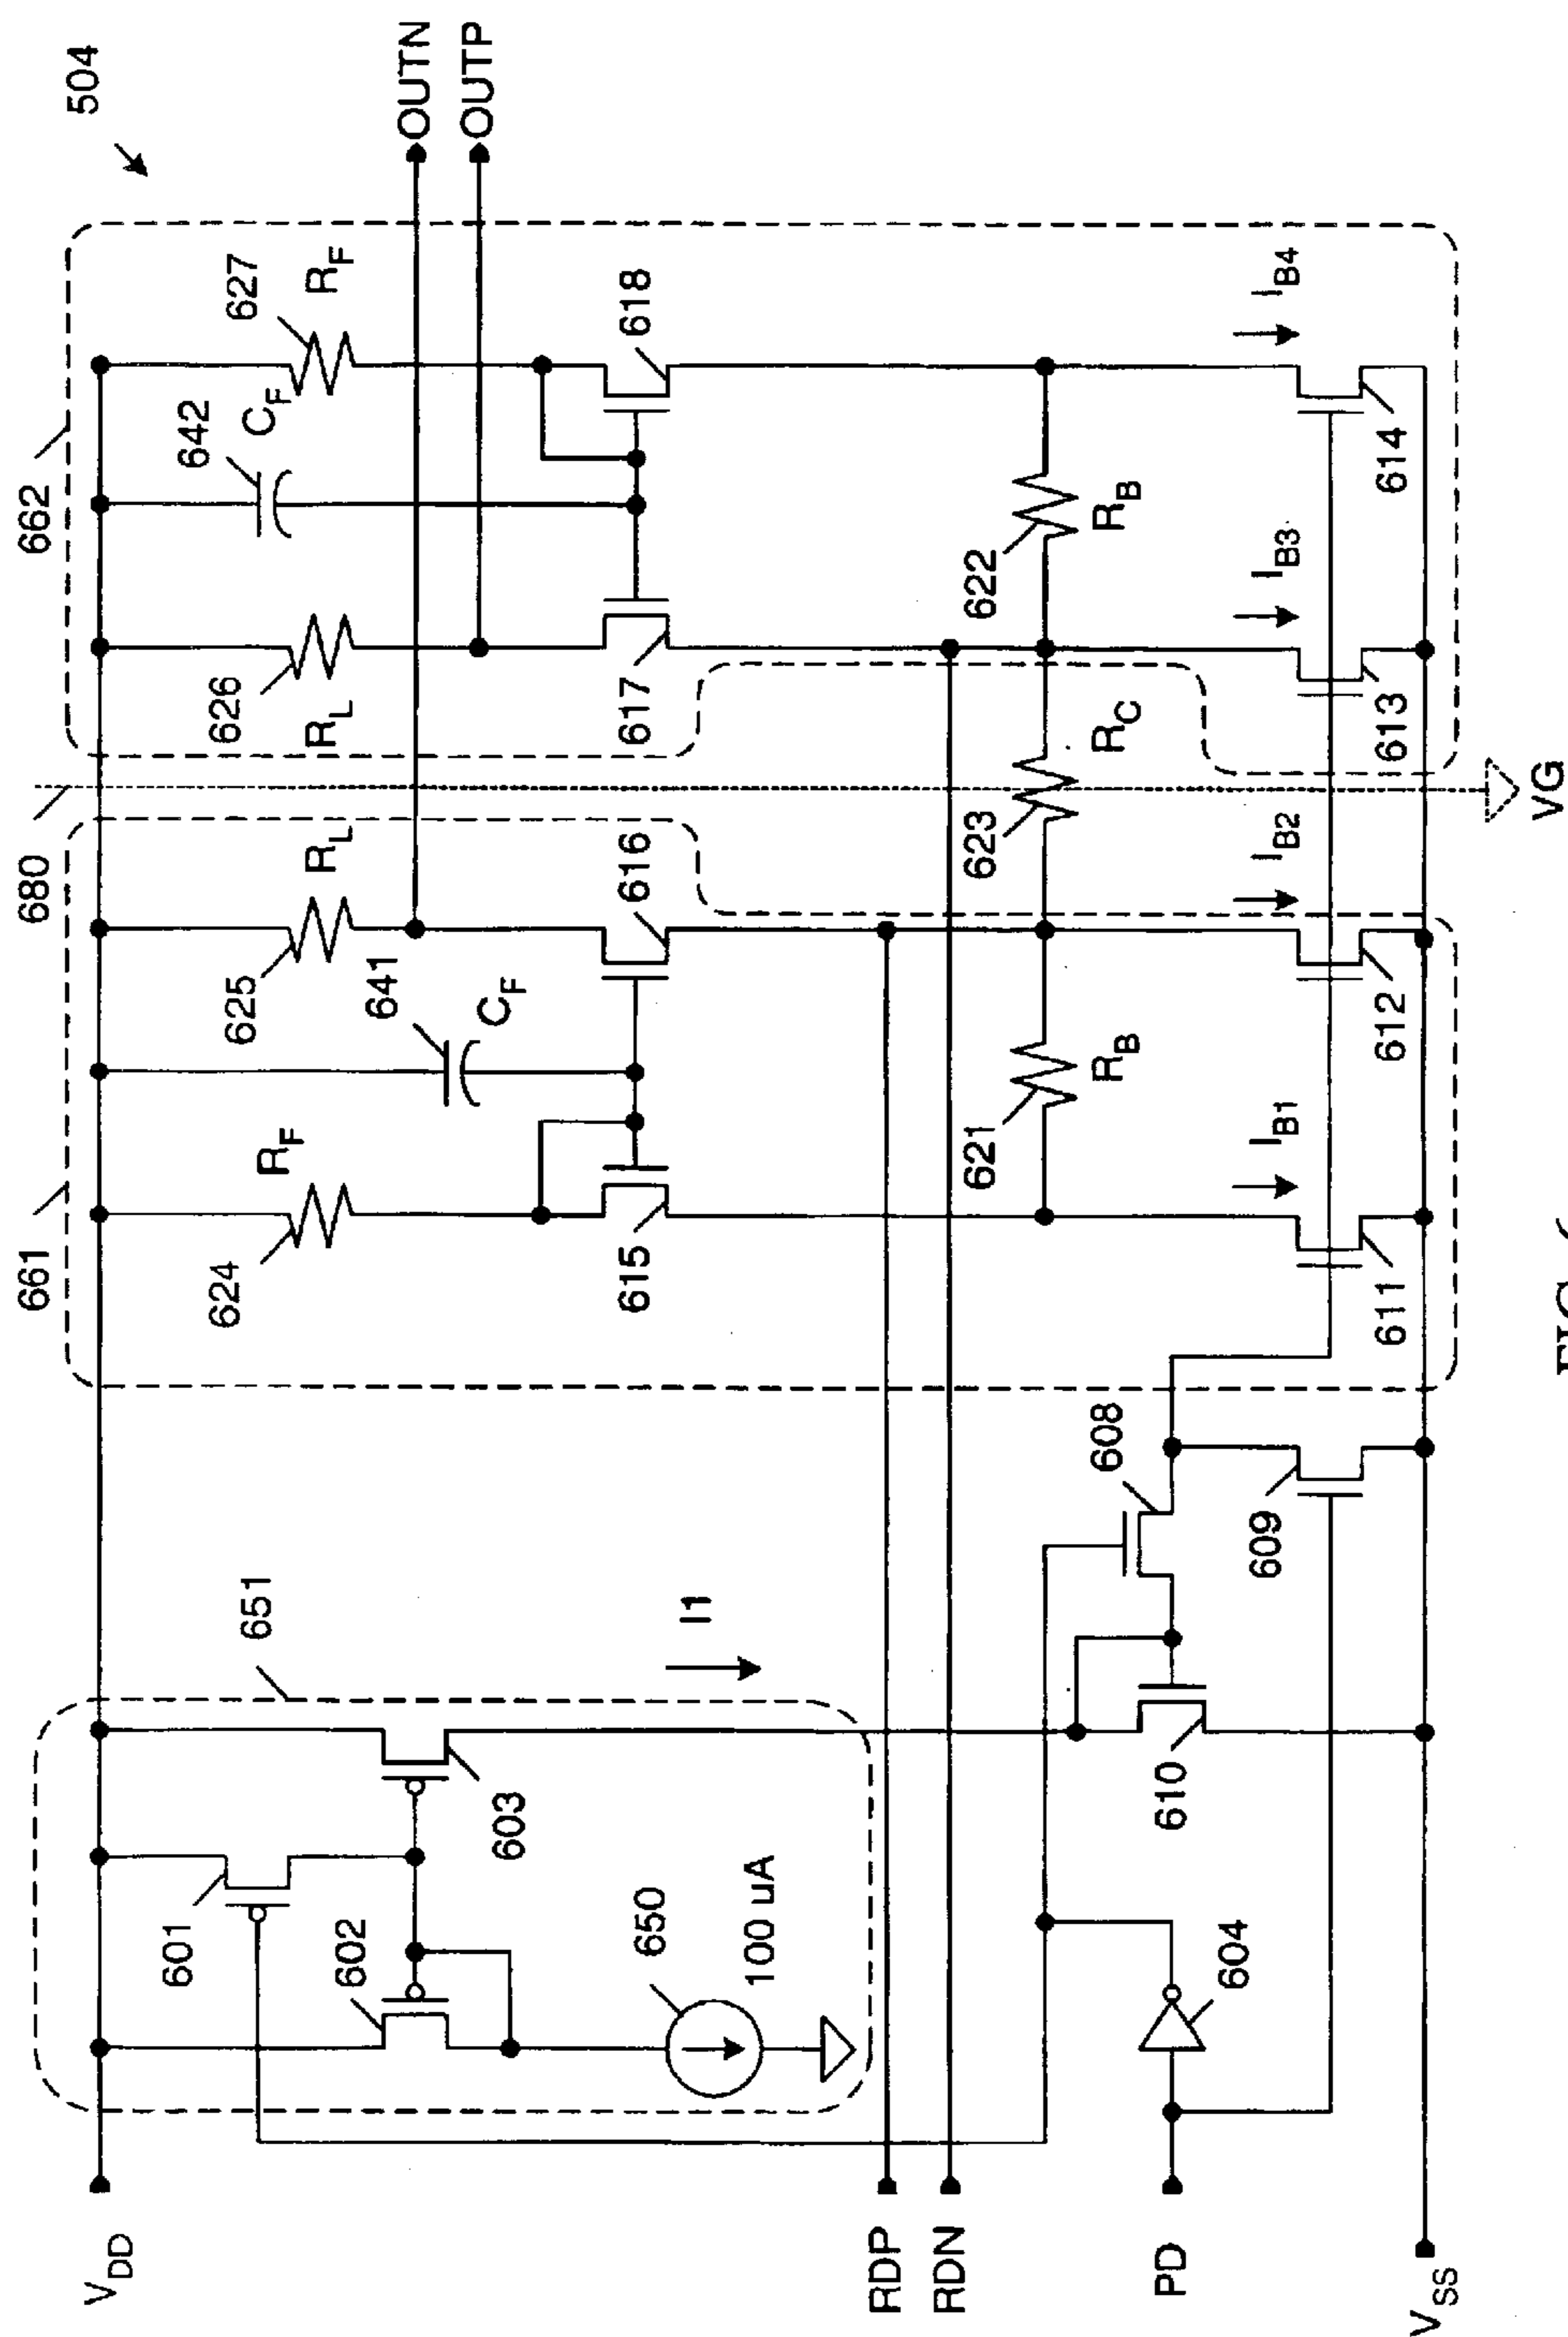 504
OUTN
OUTP
662
642
CF
627
RF
618
626
RL
617
622
RB
IB3
IB4
613
614
680
VG
661
RF
624
641
CF
625
RL
616
615
623
RC
621
RB
IB1
IB2
611
612
651
601
602
603
650
100 uA
I1
608
609
610
604
VDD
RDP
RDN
PD
VSS